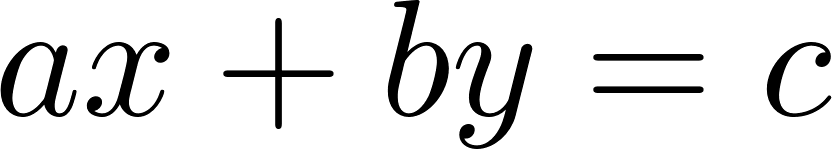 ax + by = c